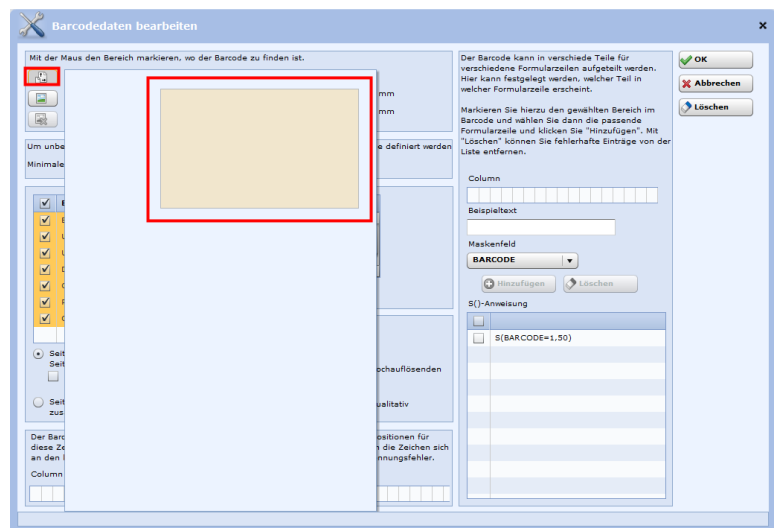 Barcodedaten bearbeiten
Mit der Maus den Bereich markieren, wo der Barcode zu finden ist.
mm
mm
Um unbe
e definiert werden
Minimale
Seit
Seit
ochauflösenden
Seit
zus
ualitativ
Der Barc
ositionen für
diese Ze
n die Zeichen sich
an den
nnungsfehler.
Column
Der Barcode kann in verschiede Teile für
verschiedene Formularzeilen aufgeteilt werden.
Hier kann festgelegt werden, welcher Teil in
welcher Formularzeile erscheint.
Markieren Sie hierzu den gewählten Bereich im
Barcode und wählen Sie dann die passende
Formularzeile und klicken Sie "Hinzufügen". Mit
"Löschen" können Sie fehlerhafte Einträge von der
Liste entfernen.
Column
Beispieltext
Maskenfeld
BARCODE
Hinzufügen
Löschen
S()-Anweisung
S(BARCODE=1,50)
OK
Abbrechen
Löschen